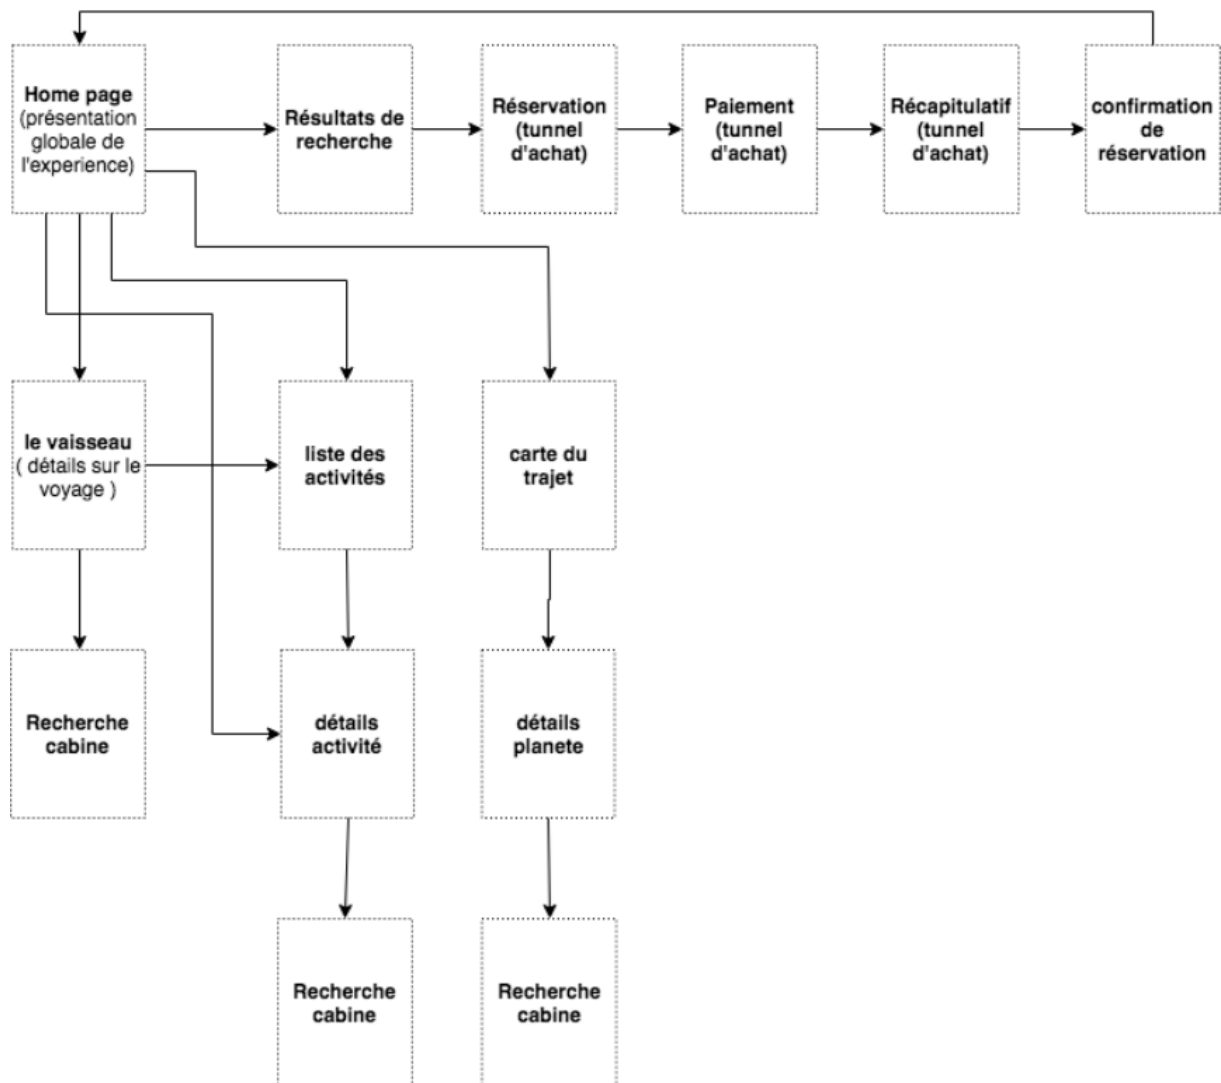 Home page
(présentation
globale de
l'experience)
Résultats de
recherche
Réservation
(tunnel
d'achat)
Paiement
(tunnel
d'achat)
Récapitulatif
(tunnel
d'achat)
confirmation
de
réservation
le vaisseau
( détails sur le
voyage )
liste des
activités
carte du
trajet
Recherche
cabine
détails
activité
détails
planete
Recherche
cabine
Recherche
cabine